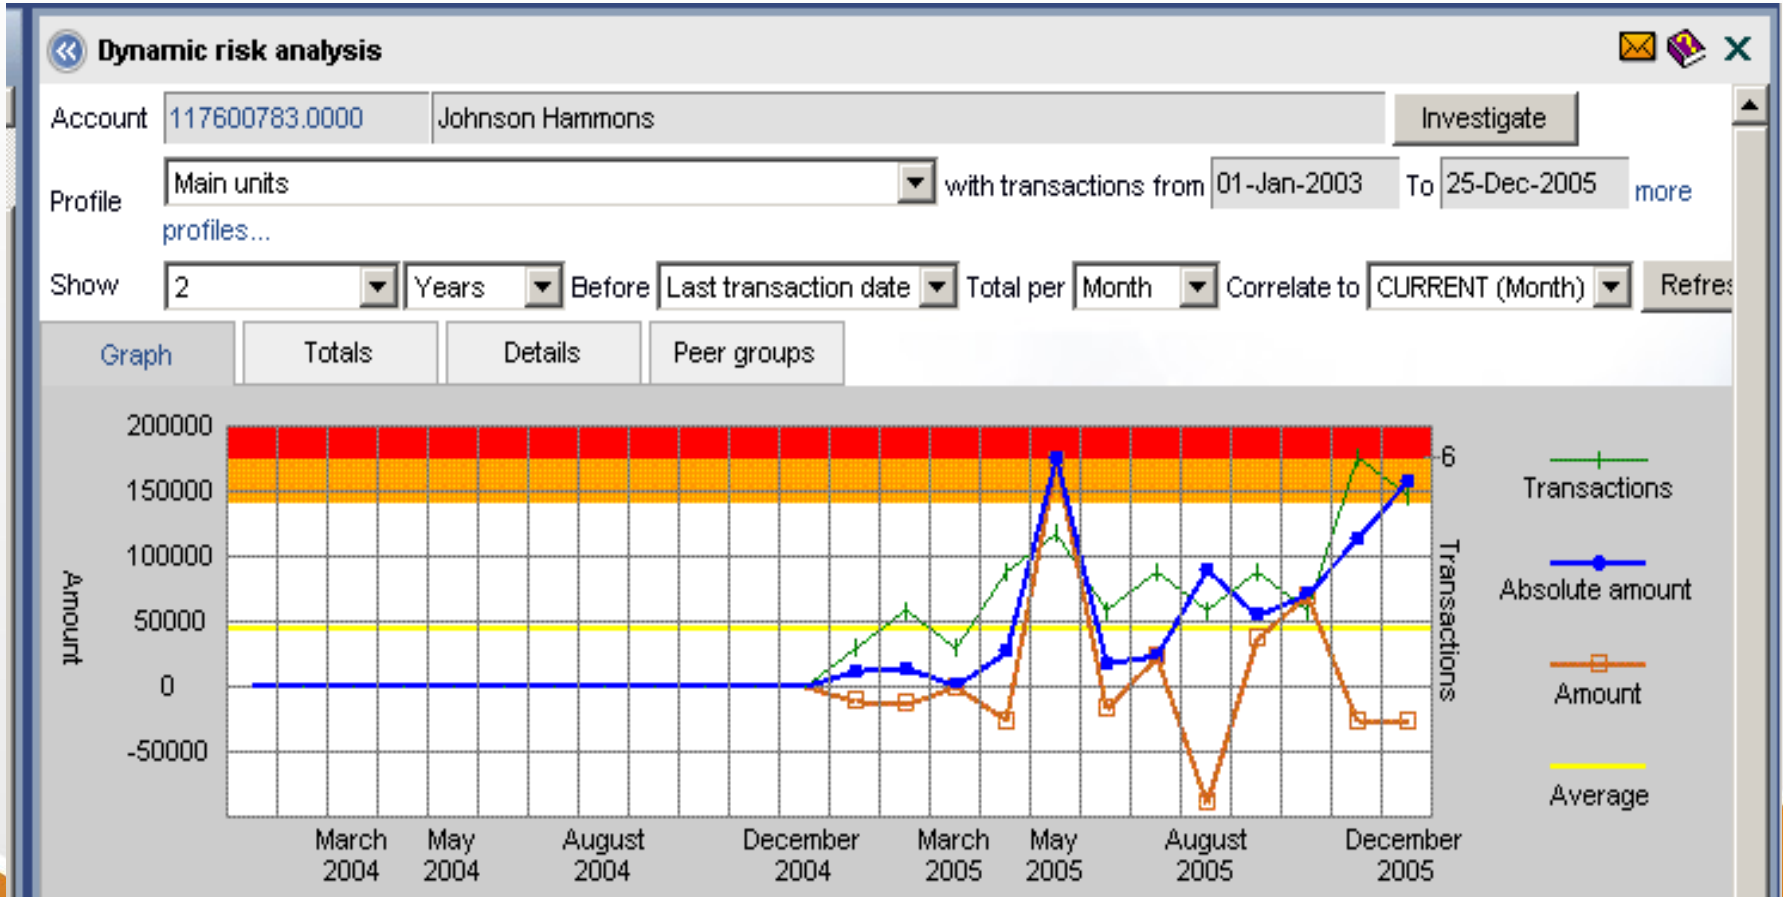 Dynamic risk analysis
Account 117600783.0000 Johnson Hammons Investigate
Profile Main units with transactions from 01-Jan-2003 To 25-Dec-2005 more
profiles...
Show 2 Years Before Last transaction date Total per Month Correlate to CURRENT (Month) Refres
Graph Totals Details Peer groups
200000
150000
100000
50000
0
-50000
Amount
6
Transactions
Transactions
Absolute amount
Amount
Average
March May August December March May August December
2004 2004 2004 2004 2005 2005 2005 2005